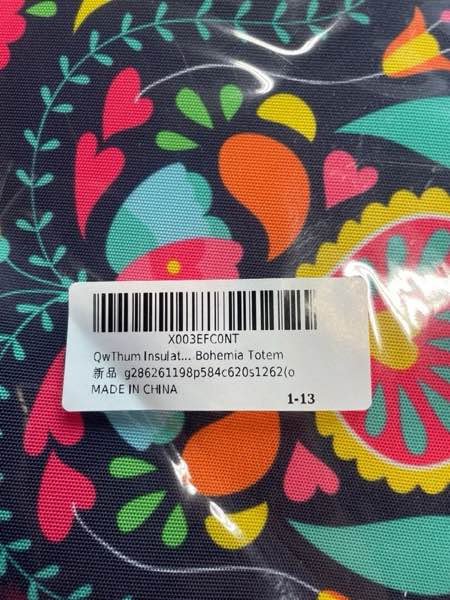 X003EFC0NT
QwThum Insulat... Bohemia Totem
新品 g286261198p584c620s1262(o
MADE IN CHINA
1-13